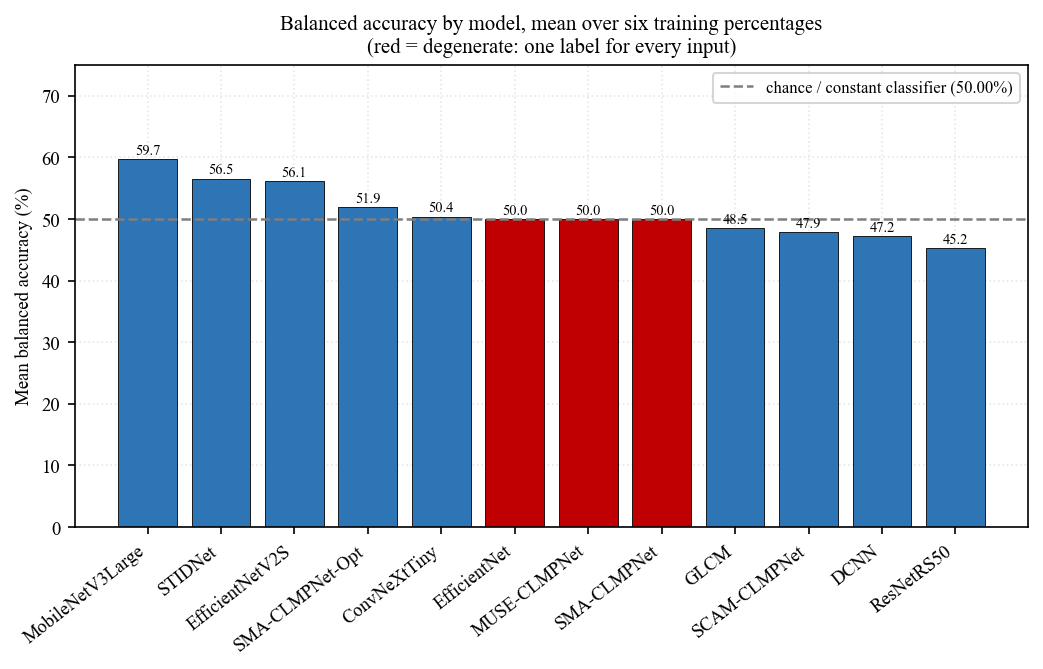 Balanced accuracy by model, mean over six training percentages
(red = degenerate: one label for every input)
chance / constant classifier (50.00%)
Mean balanced accuracy (%)
70
60
50
40
30
20
10
0
59.7
56.5
56.1
51.9
50.4
50.0
50.0
50.0
48.5
47.9
47.2
45.2
MobileNetV3Large
STIDNet
EfficientNetV2S
SMA-CLMPNet-Opt
ConvNeXtTiny
EfficientNet
MUSE-CLMPNet
SMA-CLMPNet
GLCM
SCAM-CLMPNet
DCNN
ResNetRS50